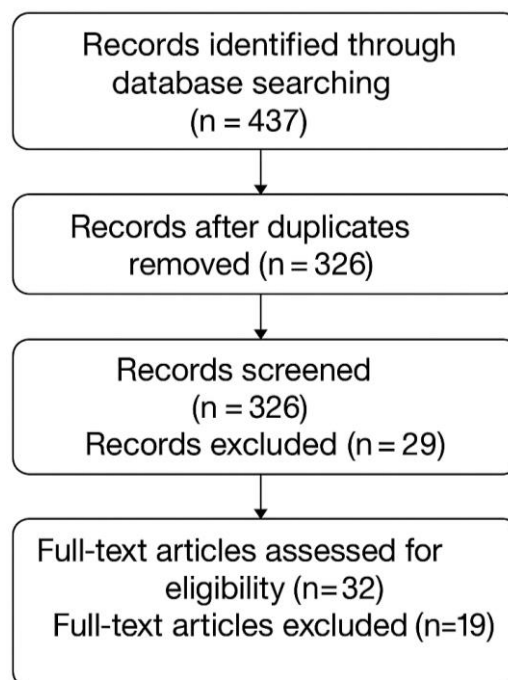 Records identified through
database searching
(n = 437)
Records after duplicates
removed (n = 326)
Records screened
(n = 326)
Records excluded (n = 29)
Full-text articles assessed for
eligibility (n=32)
Full-text articles excluded (n=19)